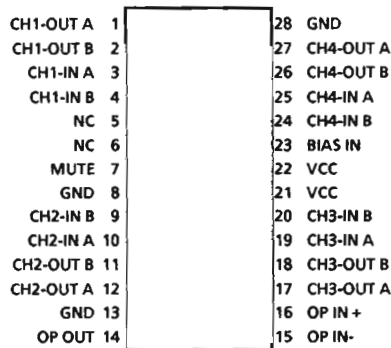 CH1-OUT A 1 28 GND
CH1-OUT B 2 27 CH4-OUT A
CH1-IN A 3 26 CH4-OUT B
CH1-IN B 4 25 CH4-IN A
NC 5 24 CH4-IN B
NC 6 23 BIAS IN
MUTE 7 22 VCC
GND 8 21 VCC
CH2-IN B 9 20 CH3-IN B
CH2-IN A 10 19 CH3-IN A
CH2-OUT B 11 18 CH3-OUT B
CH2-OUT A 12 17 CH3-OUT A
GND 13 16 OP IN +
OP OUT 14 15 OP IN-